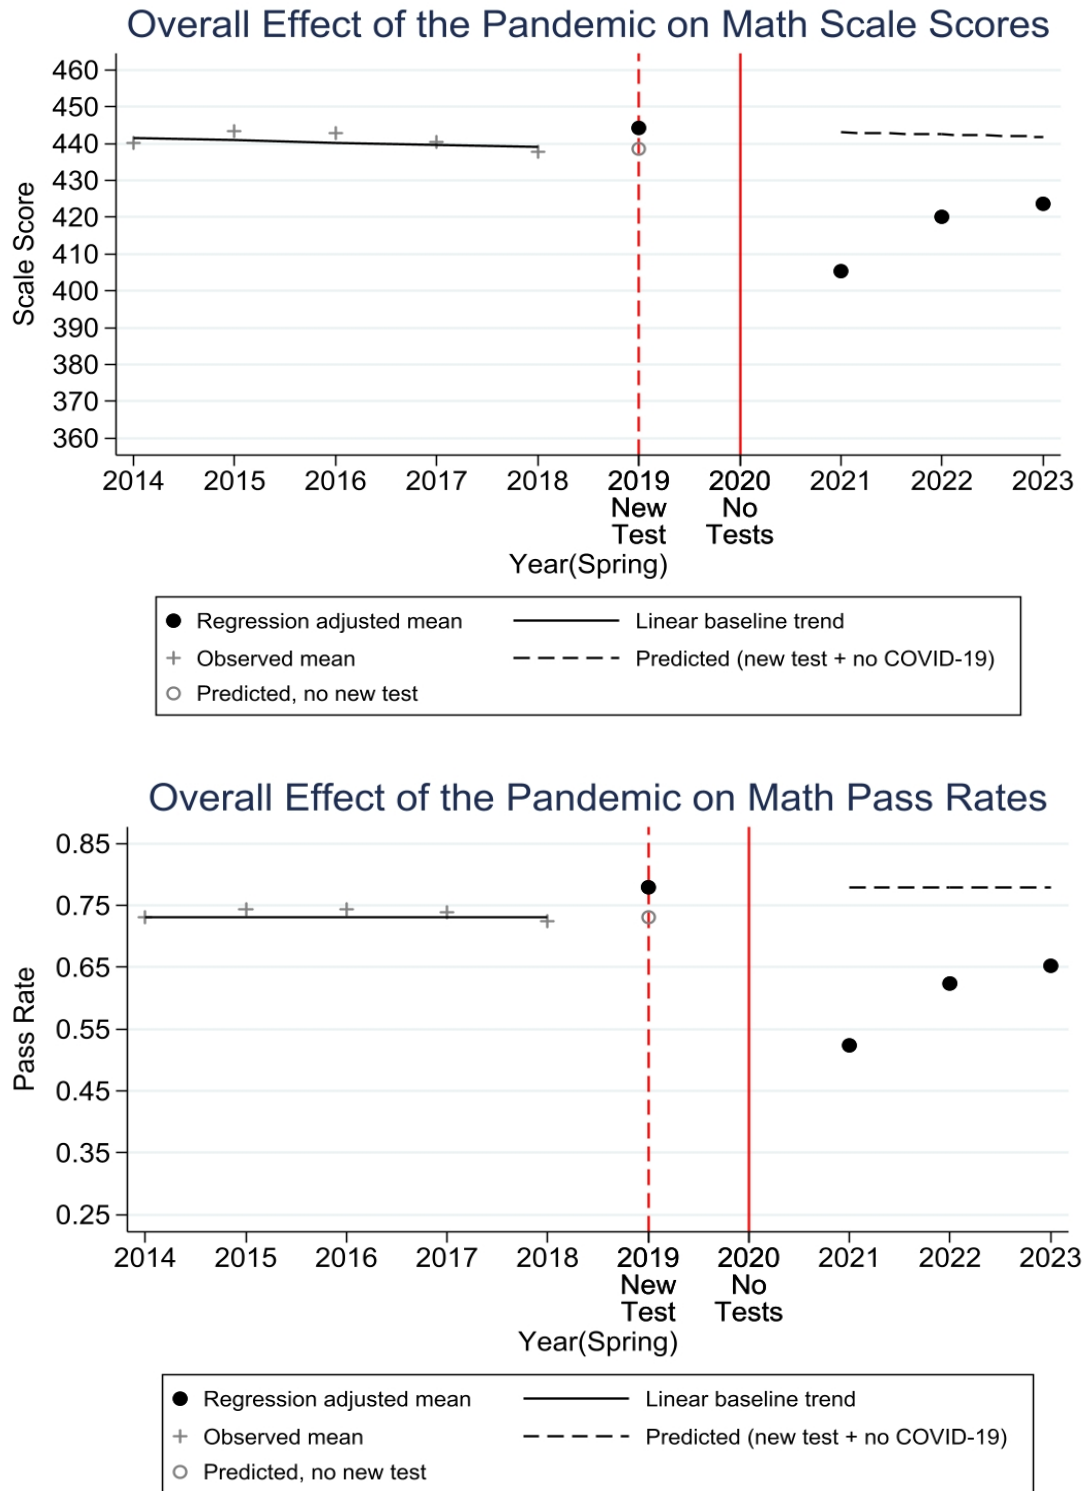 Overall Effect of the Pandemic on Math Scale Scores
460
450
440
430
420
410
400
390
380
370
360
Scale Score
2014 2015 2016 2017 2018 2019 2020 2021 2022 2023
New No
Test Tests
Year(Spring)
Regression adjusted mean Linear baseline trend
Observed mean Predicted (new test + no COVID-19)
Predicted, no new test
Overall Effect of the Pandemic on Math Pass Rates
0.85
0.75
0.65
0.55
0.45
0.35
0.25
Pass Rate
2014 2015 2016 2017 2018 2019 2020 2021 2022 2023
New No
Test Tests
Year(Spring)
Regression adjusted mean Linear baseline trend
Observed mean Predicted (new test + no COVID-19)
Predicted, no new test